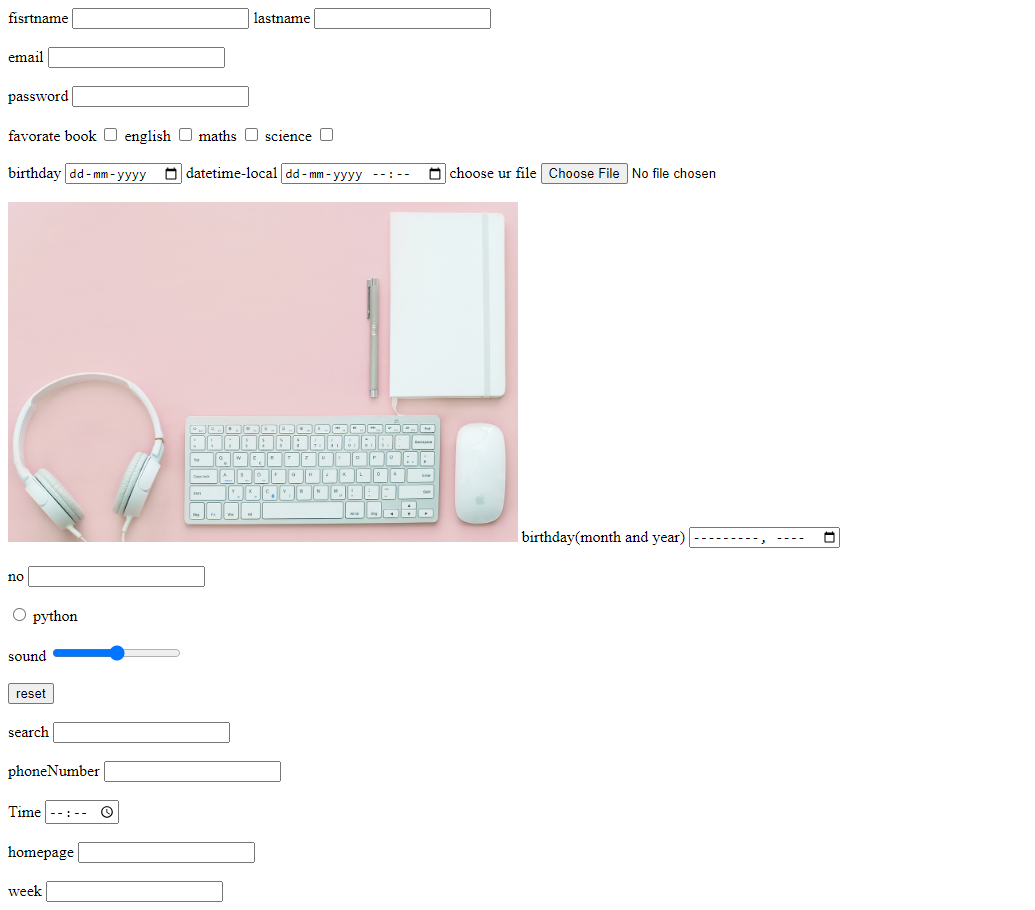 fisrtname lastname
email
password
favorate book english maths science
birthday dd-mm-yyyy datetime-local dd-mm-yyyy --:-- choose ur file Choose File No file chosen
birthday(month and year) ---------, ----
no
python
sound
reset
search
phoneNumber
Time --:--
homepage
week